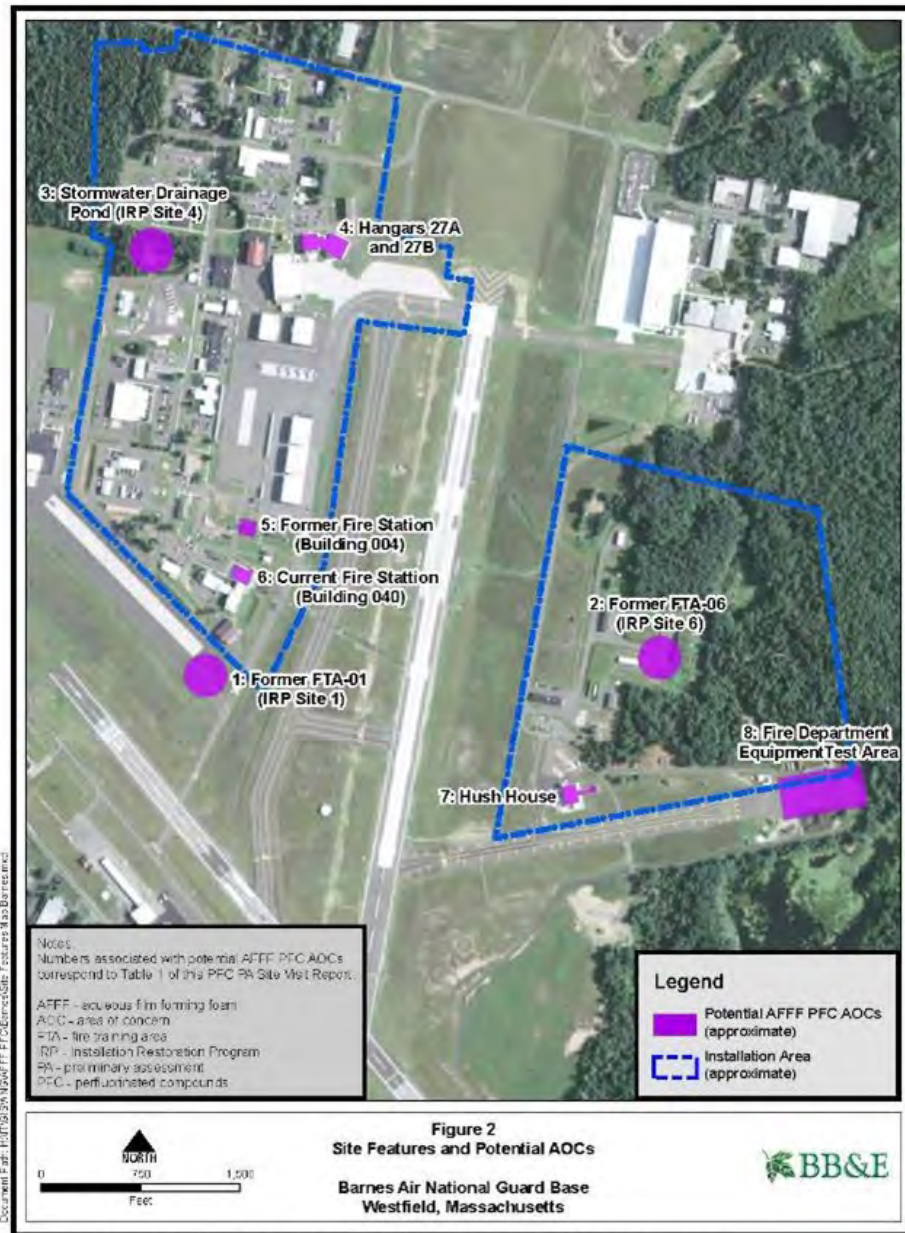 3: Stormwater Drainage
Pond (IRP Site 4)
4: Hangars 27A
and 27B
5: Former Fire Station
(Building 004)
6: Current Fire Stattion
(Building 040)
1: Former FTA-01
(IRP Site 1)
2: Former FTA-06
(IRP Site 6)
8: Fire Department
EquipmentTest Area
7: Hush House
Notes
Numbers associated with potential AFFF PFC AOCs
correspond to Table 1 of this PFC PA Site Visit Report.
AFFF - aqueous film forming foam
AOC - area of concern
FTA - fire training area
IRP - Installation Restoration Program
PA - preliminary assessment
PFC - perfluorinated compounds
Legend
Potential AFFF PFC AOCs
(approximate)
Installation Area
(approximate)
NORTH
0 750 1,500
Feet
Figure 2
Site Features and Potential AOCs
Barnes Air National Guard Base
Westfield, Massachusetts
BB&E
Document Path: